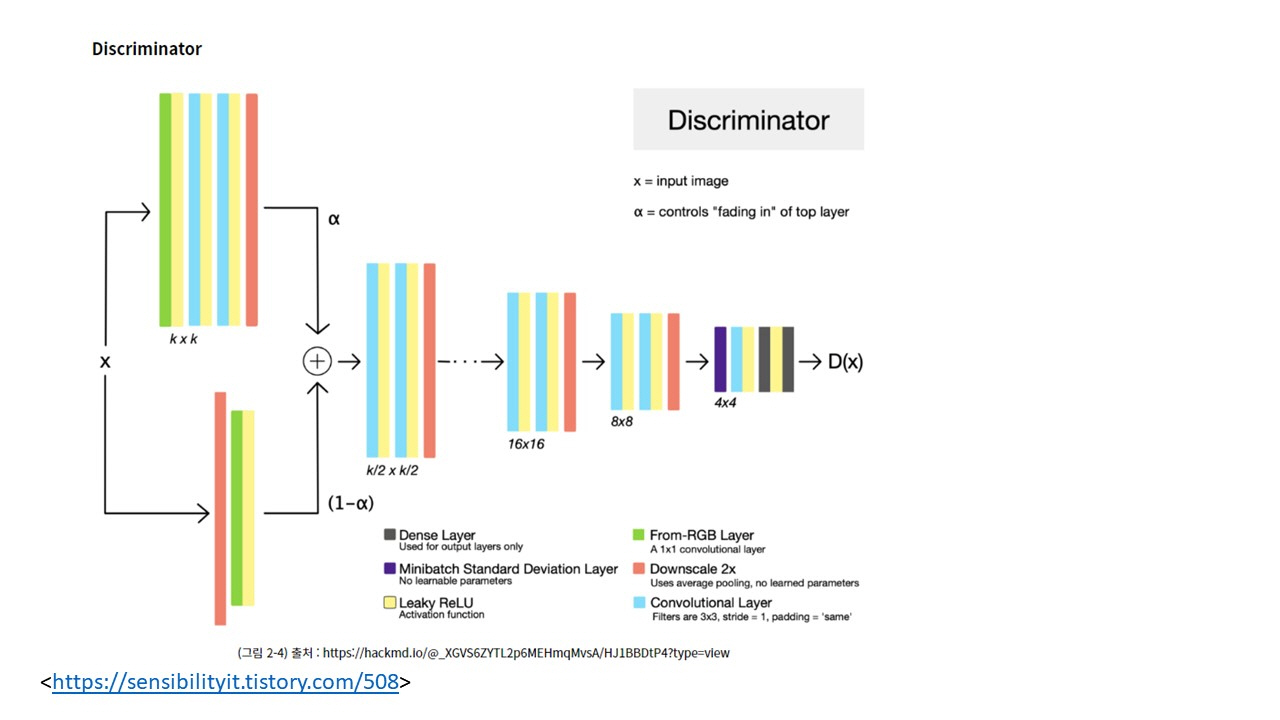 Discriminator
Discriminator
x = input image
α = controls "fading in" of top layer
α
k x k
x
D(x)
4x4
8x8
16x16
k/2 x k/2
(1-α)
Dense Layer
Used for output layers only
Minibatch Standard Deviation Layer
No learnable parameters
Leaky ReLU
Activation function
From-RGB Layer
A 1x1 convolutional layer
Downscale 2x
Uses average pooling, no learned parameters
Convolutional Layer
Filters are 3x3, stride = 1, padding = 'same'
(그림 2-4) 출처 : https://hackmd.io/@_XGVS6ZYTL2p6MEHmqMvsA/HJ1BBDtP4?type=view
<https://sensibilityit.tistory.com/508>